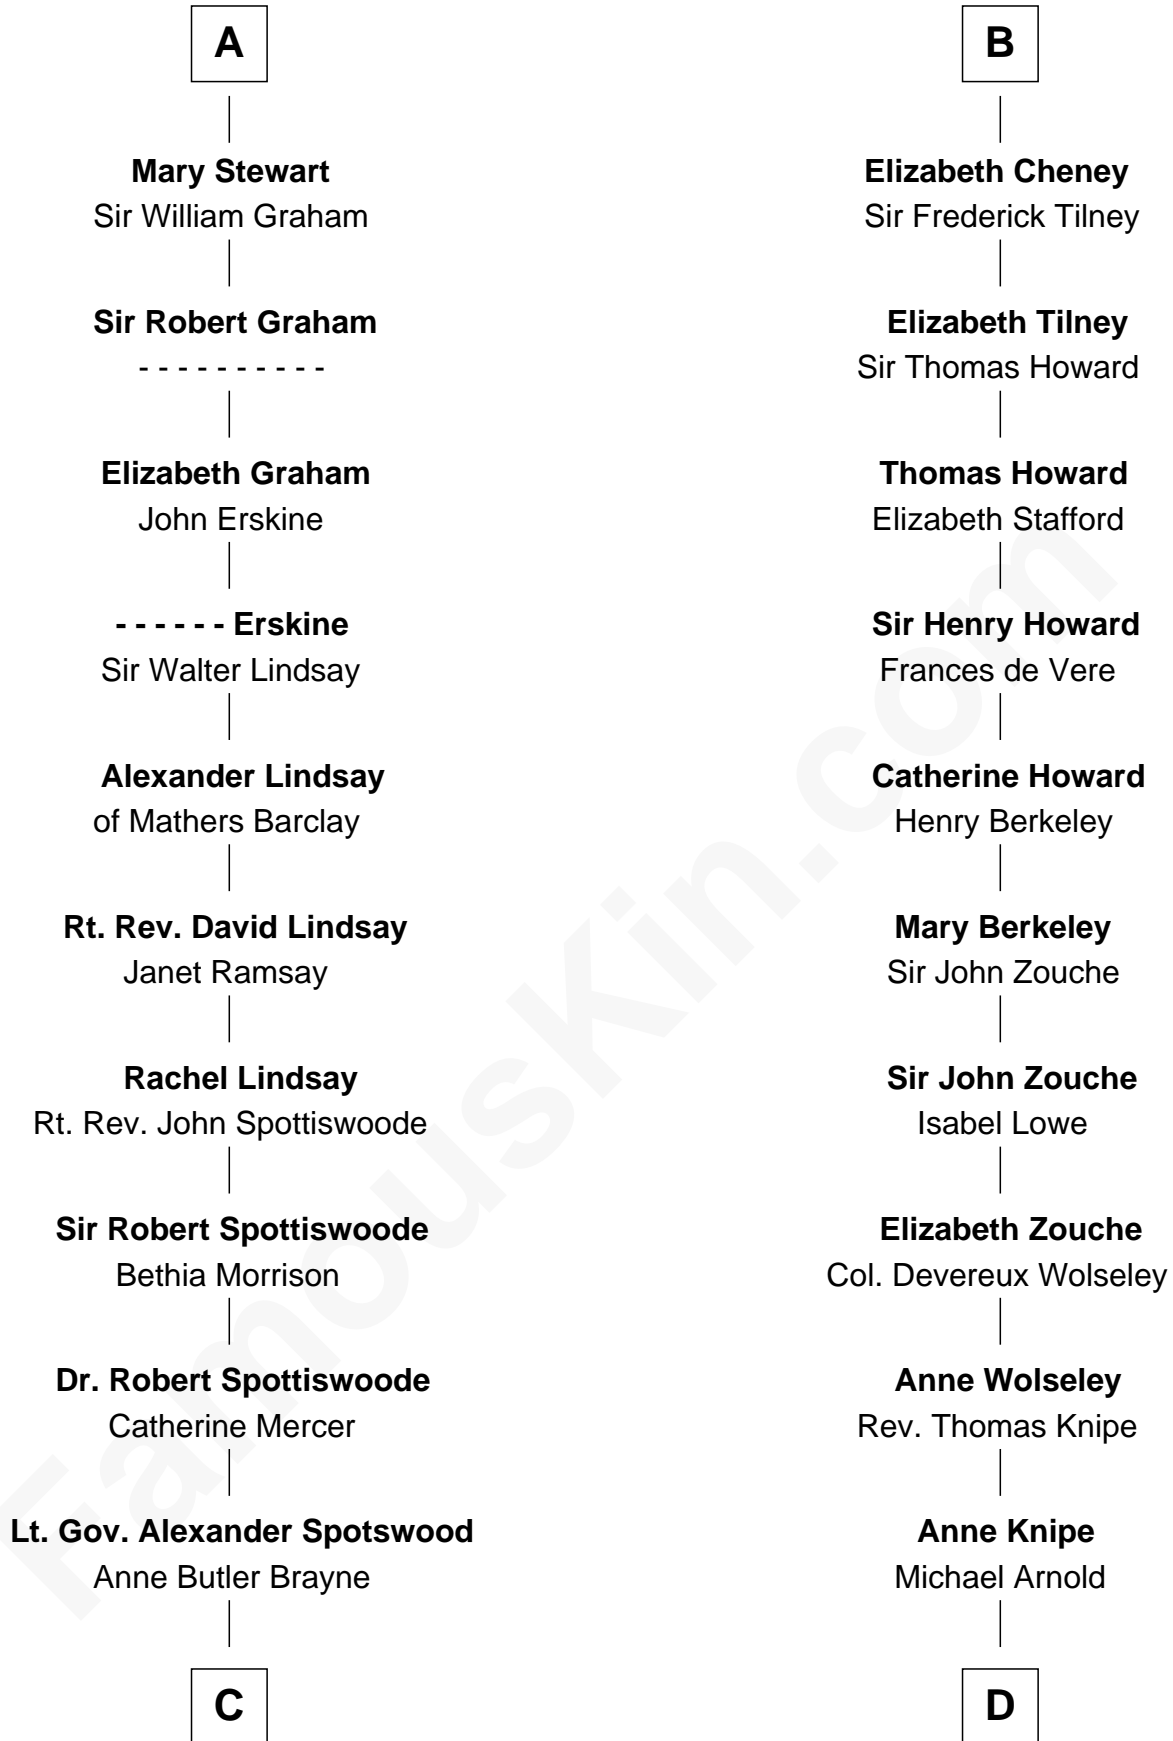 A
Mary Stewart
Sir William Graham
Sir Robert Graham
- - - - - - - - - -
Elizabeth Graham
John Erskine
- - - - - - Erskine
Sir Walter Lindsay
Alexander Lindsay
of Mathers Barclay
Rt. Rev. David Lindsay
Janet Ramsay
Rachel Lindsay
Rt. Rev. John Spottiswoode
Sir Robert Spottiswoode
Bethia Morrison
Dr. Robert Spottiswoode
Catherine Mercer
Lt. Gov. Alexander Spotswood
Anne Butler Brayne
C
B
Elizabeth Cheney
Sir Frederick Tilney
Elizabeth Tilney
Sir Thomas Howard
Thomas Howard
Elizabeth Stafford
Sir Henry Howard
Frances de Vere
Catherine Howard
Henry Berkeley
Mary Berkeley
Sir John Zouche
Sir John Zouche
Isabel Lowe
Elizabeth Zouche
Col. Devereux Wolseley
Anne Wolseley
Rev. Thomas Knipe
Anne Knipe
Michael Arnold
D
FamousKin.com